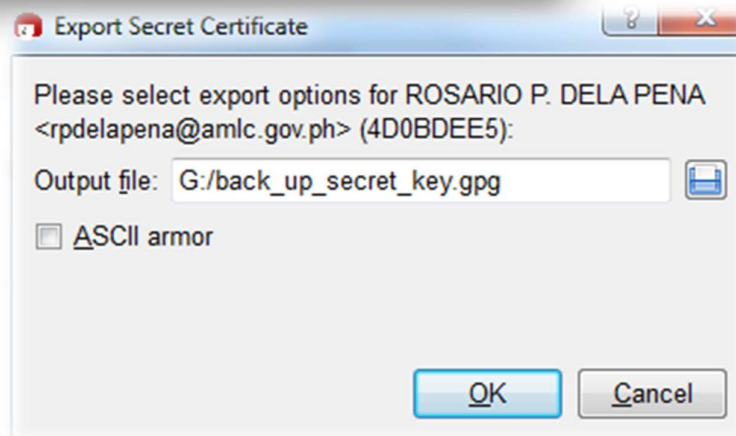 Export Secret Certificate
Please select export options for ROSARIO P. DELA PENA
<rpdelapena@amlc.gov.ph> (4D0BDEE5):
Output file: G:/back_up_secret_key.gpg
ASCII armor
OK Cancel